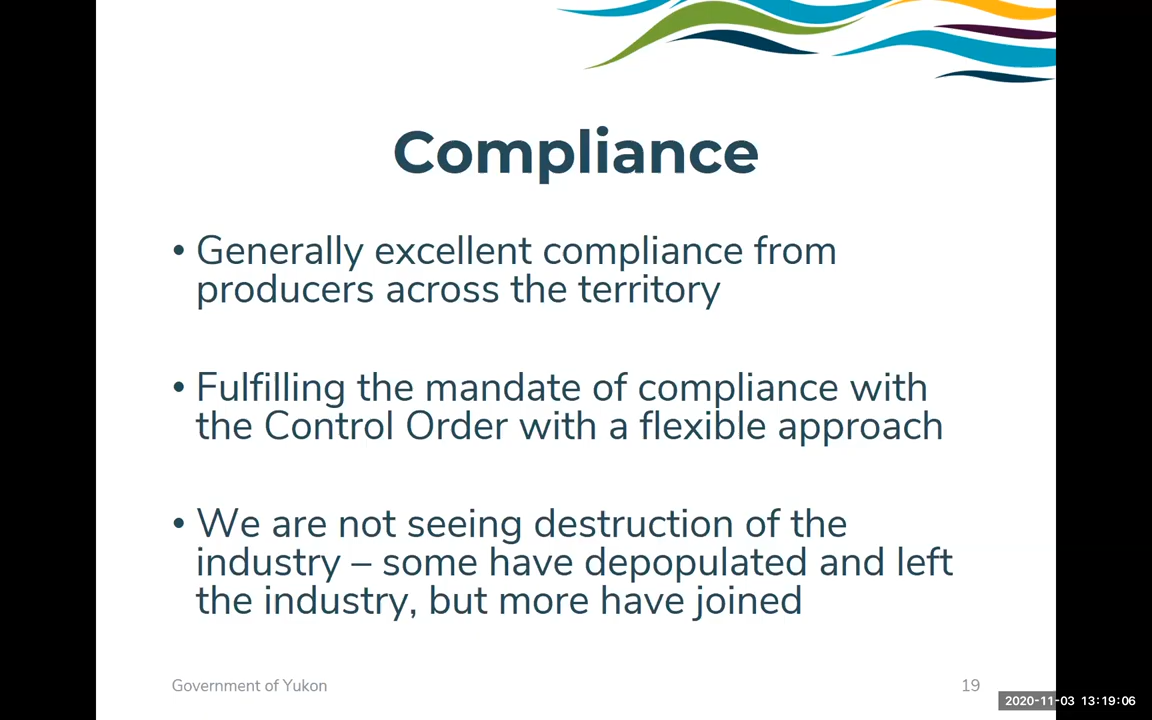 Compliance
• Generally excellent compliance from
producers across the territory
• Fulfilling the mandate of compliance with
the Control Order with a flexible approach
• We are not seeing destruction of the
industry – some have depopulated and left
the industry, but more have joined
Government of Yukon
19
2020-11-03 13:19:06